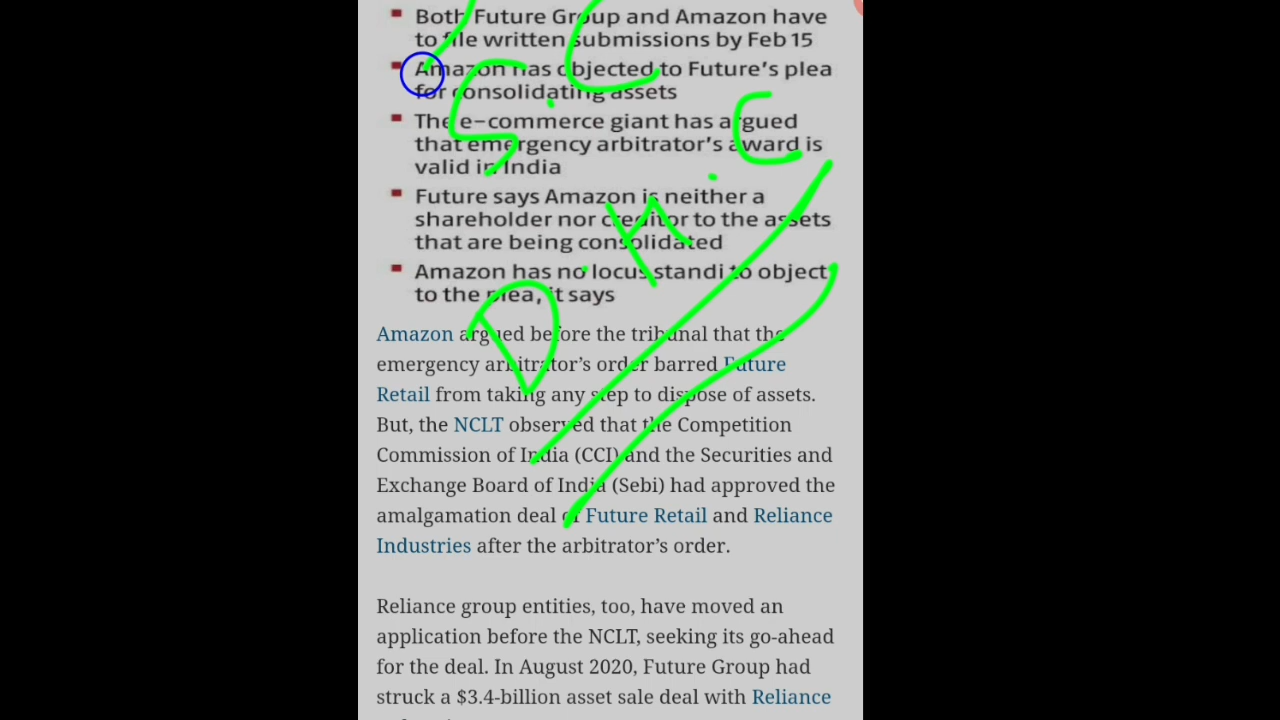 Both Future Group and Amazon have
to file written submissions by Feb 15
Amazon has objected to Future's plea
for consolidating assets
The e-commerce giant has argued
that emergency arbitrator's award is
valid in India
Future says Amazon is neither a
shareholder nor creditor to the assets
that are being consolidated
Amazon has no locus standi to object
to the plea, it says
Amazon argued before the tribunal that the
emergency arbitrator's order barred Future
Retail from taking any step to dispose of assets.
But, the NCLT observed that the Competition
Commission of India (CCI) and the Securities and
Exchange Board of India (Sebi) had approved the
amalgamation deal of Future Retail and Reliance
Industries after the arbitrator's order.
Reliance group entities, too, have moved an
application before the NCLT, seeking its go-ahead
for the deal. In August 2020, Future Group had
struck a $3.4-billion asset sale deal with Reliance
S.C
D.H.C